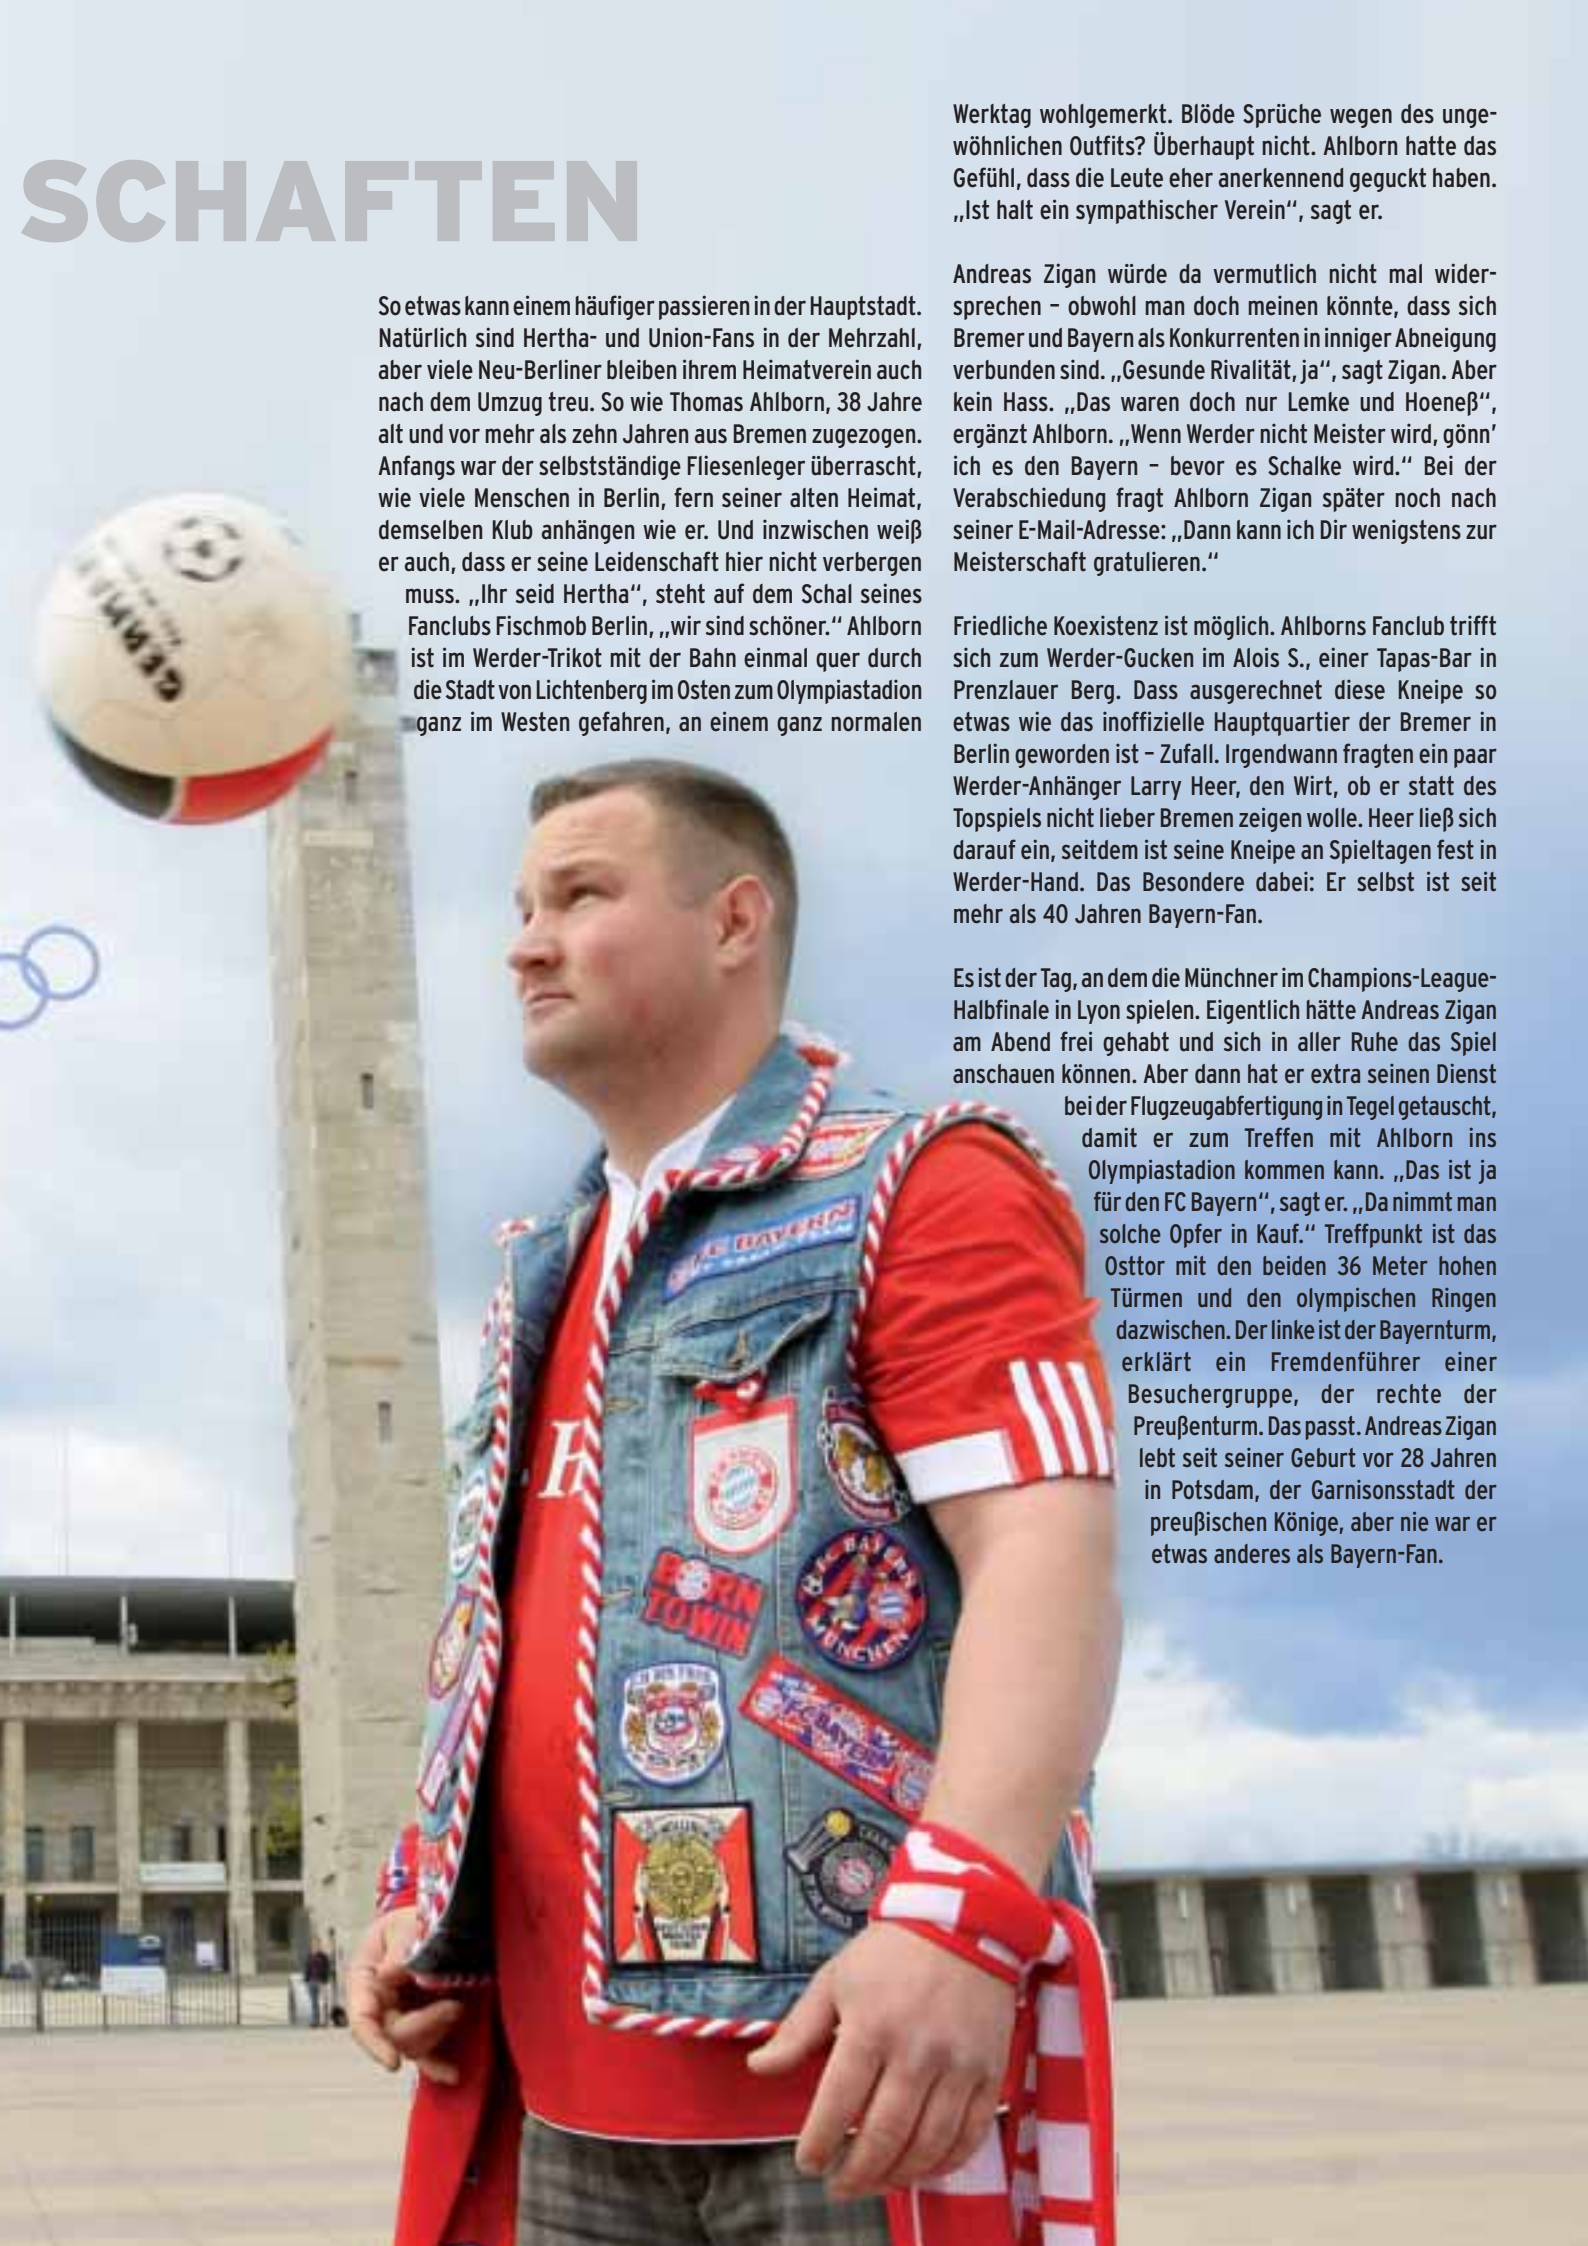 SCHAFTEN
So etwas kann einem häufiger passieren in der Hauptstadt.
Natürlich sind Hertha- und Union-Fans in der Mehrzahl,
aber viele Neu-Berliner bleiben ihrem Heimatverein auch
nach dem Umzug treu. So wie Thomas Ahlborn, 38 Jahre
alt und vor mehr als zehn Jahren aus Bremen zugezogen.
Anfangs war der selbstständige Fliesenleger überrascht,
wie viele Menschen in Berlin, fern seiner alten Heimat,
demselben Klub anhängen wie er. Und inzwischen weiß
er auch, dass er seine Leidenschaft hier nicht verbergen
muss. „Ihr seid Hertha“, steht auf dem Schal seines
Fanclubs Fischmob Berlin, „wir sind schöner.“ Ahlborn
ist im Werder-Trikot mit der Bahn einmal quer durch
die Stadt von Lichtenberg im Osten zum Olympiastadion
ganz im Westen gefahren, an einem ganz normalen
Werktag wohlgemerkt. Blöde Sprüche wegen des unge-
wöhnlichen Outfits? Überhaupt nicht. Ahlborn hatte das
Gefühl, dass die Leute eher anerkennend geguckt haben.
„Ist halt ein sympathischer Verein“, sagt er.
Andreas Zigan würde da vermutlich nicht mal wider-
sprechen – obwohl man doch meinen könnte, dass sich
Bremer und Bayern als Konkurrenten in inniger Abneigung
verbunden sind. „Gesunde Rivalität, ja“, sagt Zigan. Aber
kein Hass. „Das waren doch nur Lemke und Hoeneß“,
ergänzt Ahlborn. „Wenn Werder nicht Meister wird, gönn’
ich es den Bayern – bevor es Schalke wird.“ Bei der
Verabschiedung fragt Ahlborn Zigan später noch nach
seiner E-Mail-Adresse: „Dann kann ich Dir wenigstens zur
Meisterschaft gratulieren.“
Friedliche Koexistenz ist möglich. Ahlborns Fanclub trifft
sich zum Werder-Gucken im Alois S., einer Tapas-Bar in
Prenzlauer Berg. Dass ausgerechnet diese Kneipe so
etwas wie das inoffizielle Hauptquartier der Bremer in
Berlin geworden ist – Zufall. Irgendwann fragten ein paar
Werder-Anhänger Larry Heer, den Wirt, ob er statt des
Topspiels nicht lieber Bremen zeigen wolle. Heer ließ sich
darauf ein, seitdem ist seine Kneipe an Spieltagen fest in
Werder-Hand. Das Besondere dabei: Er selbst ist seit
mehr als 40 Jahren Bayern-Fan.
Es ist der Tag, an dem die Münchner im Champions-League-
Halbfinale in Lyon spielen. Eigentlich hätte Andreas Zigan
am Abend frei gehabt und sich in aller Ruhe das Spiel
anschauen können. Aber dann hat er extra seinen Dienst
bei der Flugzeugabfertigung in Tegel getauscht,
damit er zum Treffen mit Ahlborn ins
Olympiastadion kommen kann. „Das ist ja
für den FC Bayern“, sagt er. „Da nimmt man
solche Opfer in Kauf.“ Treffpunkt ist das
Osttor mit den beiden 36 Meter hohen
Türmen und den olympischen Ringen
dazwischen. Der linke ist der Bayernturm,
erklärt ein Fremdenführer einer
Besuchergruppe, der rechte der
Preußenturm. Das passt. Andreas Zigan
lebt seit seiner Geburt vor 28 Jahren
in Potsdam, der Garnisonsstadt der
preußischen Könige, aber nie war er
etwas anderes als Bayern-Fan.
FC BAYERN
BORN
TO WIN
FC BAYERN
MÜNCHEN
FC BAYERN